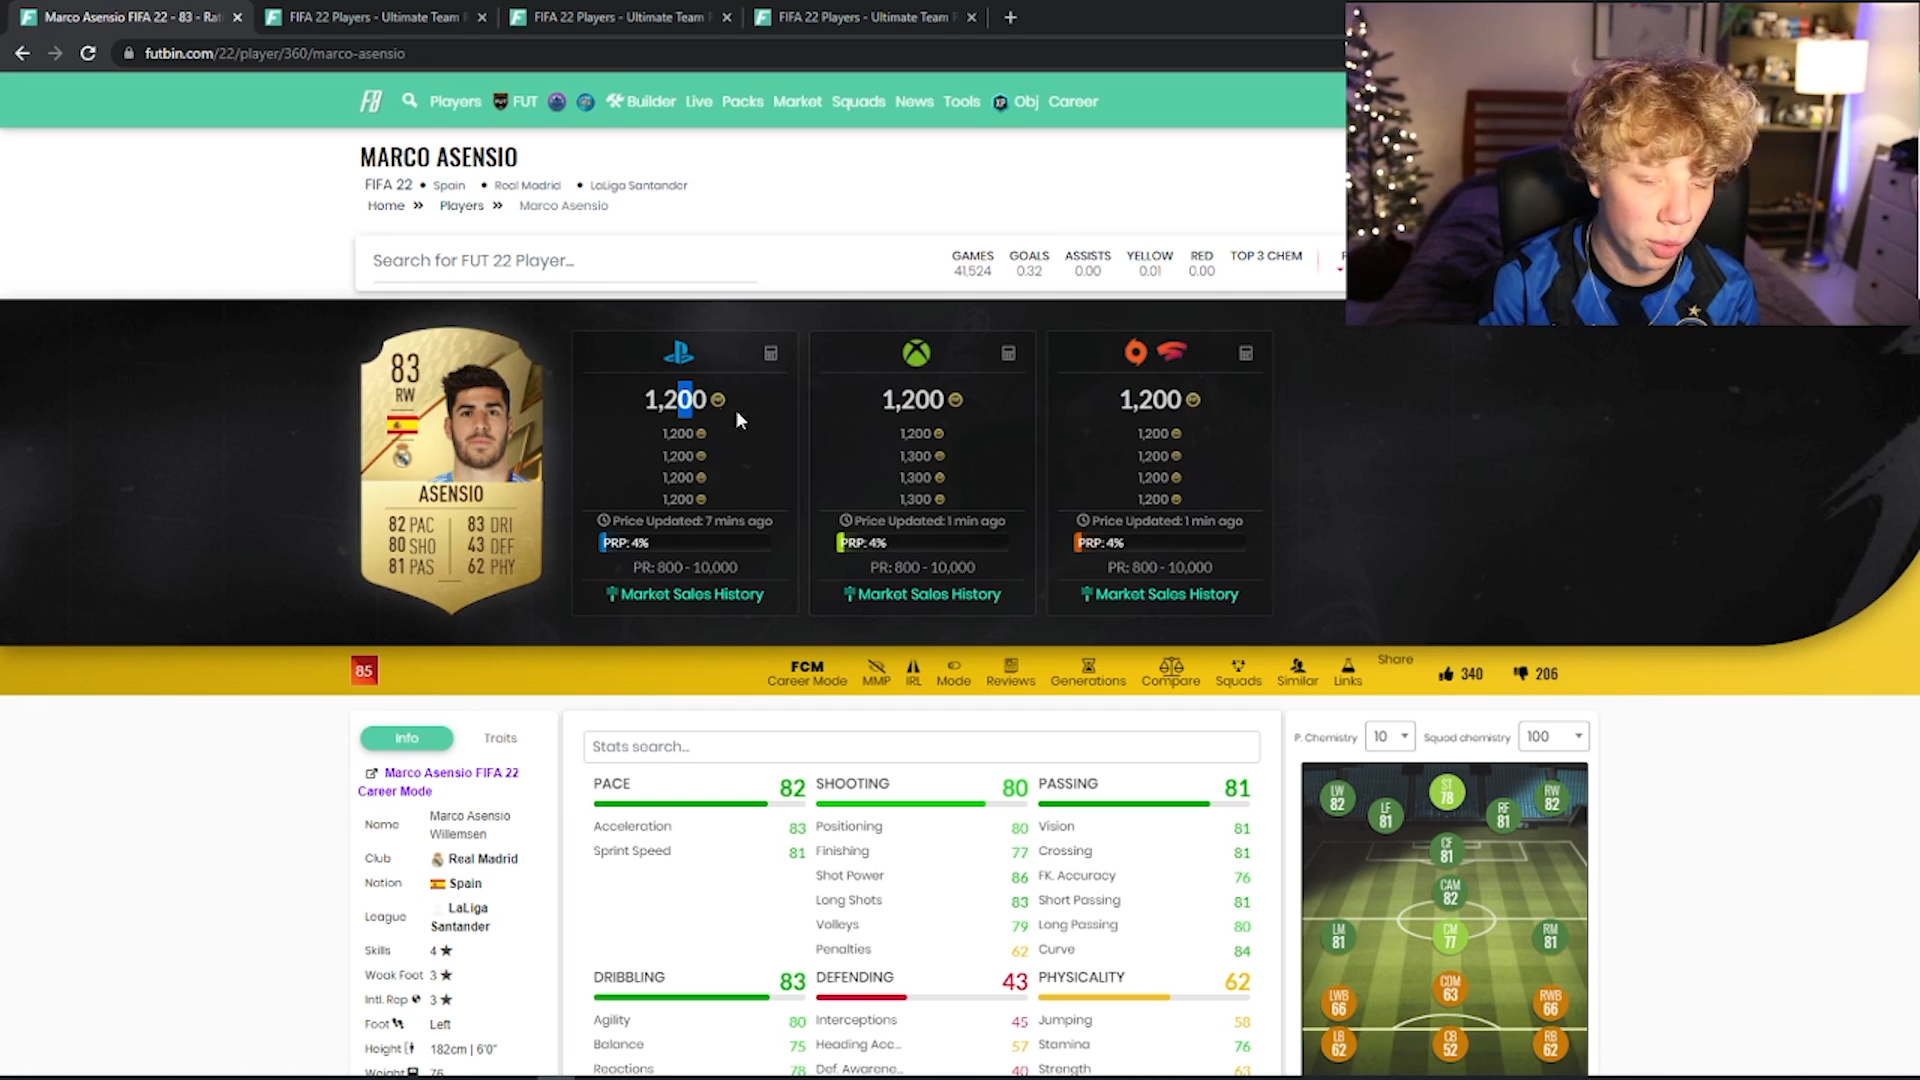 Marco Asensio FIFA 22 - 83 - Rat
FIFA 22 Players - Ultimate Team
FIFA 22 Players - Ultimate Team
FIFA 22 Players - Ultimate Team
futbin.com/22/player/360/marco-asensio
Players FUT Builder Live Packs Market Squads News Tools Obj Career
MARCO ASENSIO
FIFA 22 • Spain • Real Madrid • LaLiga Santander
Home » Players » Marco Asensio
Search for FUT 22 Player...
GAMES GOALS ASSISTS YELLOW RED TOP 3 CHEM
41,524 0.32 0.00 0.01 0.00
83
RW
ASENSIO
82 PAC 83 DRI
80 SHO 43 DEF
81 PAS 62 PHY
1,200
1,200
1,200
1,200
1,200
Price Updated: 7 mins ago
PRP: 4%
PR: 800 - 10,000
Market Sales History
1,200
1,200
1,300
1,300
1,300
Price Updated: 1 min ago
PRP: 4%
PR: 800 - 10,000
Market Sales History
1,200
1,200
1,200
1,200
1,200
Price Updated: 1 min ago
PRP: 4%
PR: 800 - 10,000
Market Sales History
85
FCM
Career Mode MMP IRL Mode Reviews Generations Compare Squads Similar Links Share 340 206
Info Traits
Marco Asensio FIFA 22
Career Mode
Name Marco Asensio
Willemsen
Club Real Madrid
Nation Spain
League LaLiga
Santander
Skills 4 ★
Weak Foot 3 ★
Intl. Rep 3 ★
Foot Left
Height 182cm | 6'0"
Weight 76
Stats search...
PACE 82
Acceleration 83
Sprint Speed 81
SHOOTING 80
Positioning 80
Finishing 77
Shot Power 86
Long Shots 83
Volleys 79
Penalties 62
PASSING 81
Vision 81
Crossing 81
FK. Accuracy 76
Short Passing 81
Long Passing 80
Curve 84
DRIBBLING 83
Agility 80
Balance 75
Reactions 78
DEFENDING 43
Interceptions 45
Heading Acc... 57
Def. Awarene... 40
PHYSICALITY 62
Jumping 58
Stamina 76
Strength 63
P. Chemistry 10 Squad chemistry 100
LW 82
ST 78
RW 82
LF 81
RF 81
CF 81
CAM 82
LM 81
CM 77
RM 81
LWB 66
CDM 63
RWB 66
LB 62
CB 52
RB 62